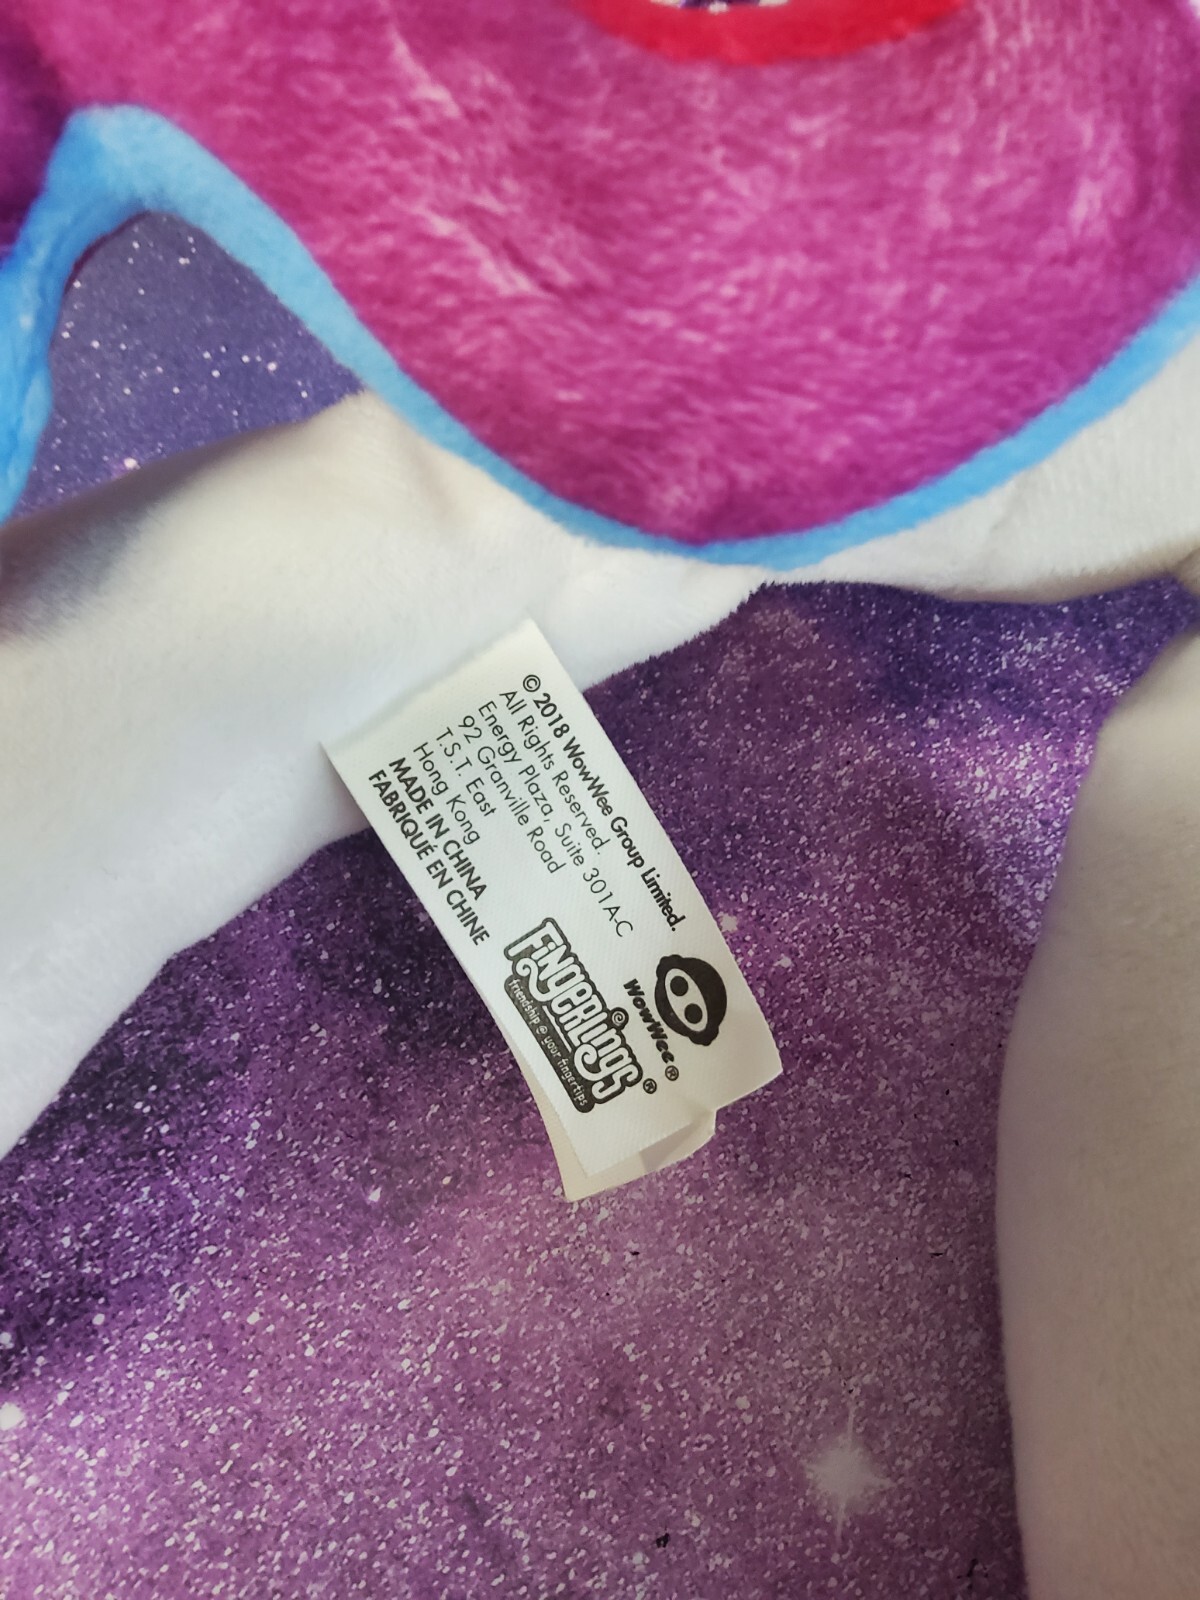 © 2018 WowWee Group Limited.
All Rights Reserved.
Energy Plaza, Suite 301A-C
92 Granville Road
T.S.T. East
Hong Kong
MADE IN CHINA
FABRIQUÉ EN CHINE
WowWee®
FiNGERLiNGS®
friendship @ your fingertips